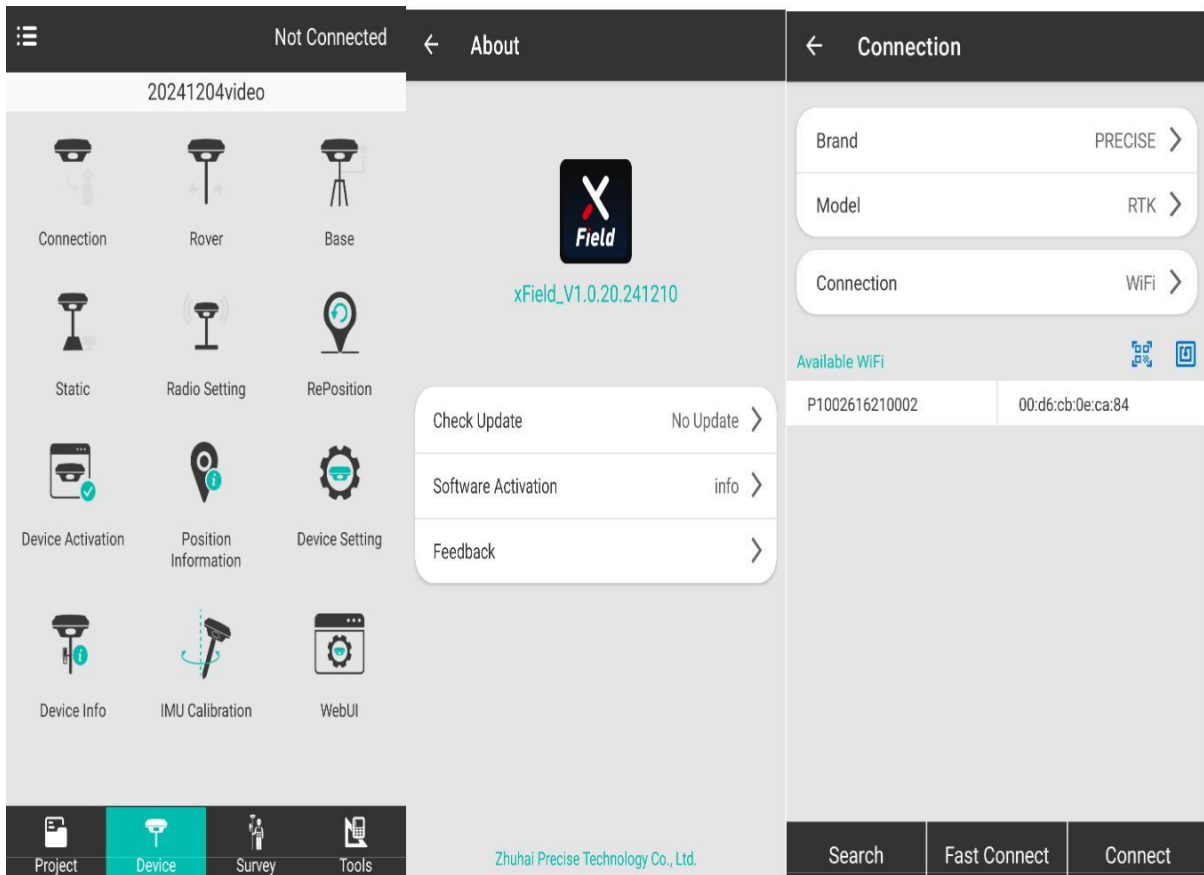 Not Connected
20241204video
Connection
Rover
Base
Static
Radio Setting
RePosition
Device Activation
Position
Information
Device Setting
Device Info
IMU Calibration
WebUI
Project
Device
Survey
Tools
About
X
Field
xField_V1.0.20.241210
Check Update No Update
Software Activation info
Feedback
Zhuhai Precise Technology Co., Ltd.
Connection
Brand PRECISE
Model RTK
Connection WiFi
Available WiFi
P1002616210002 00:d6:cb:0e:ca:84
Search Fast Connect Connect